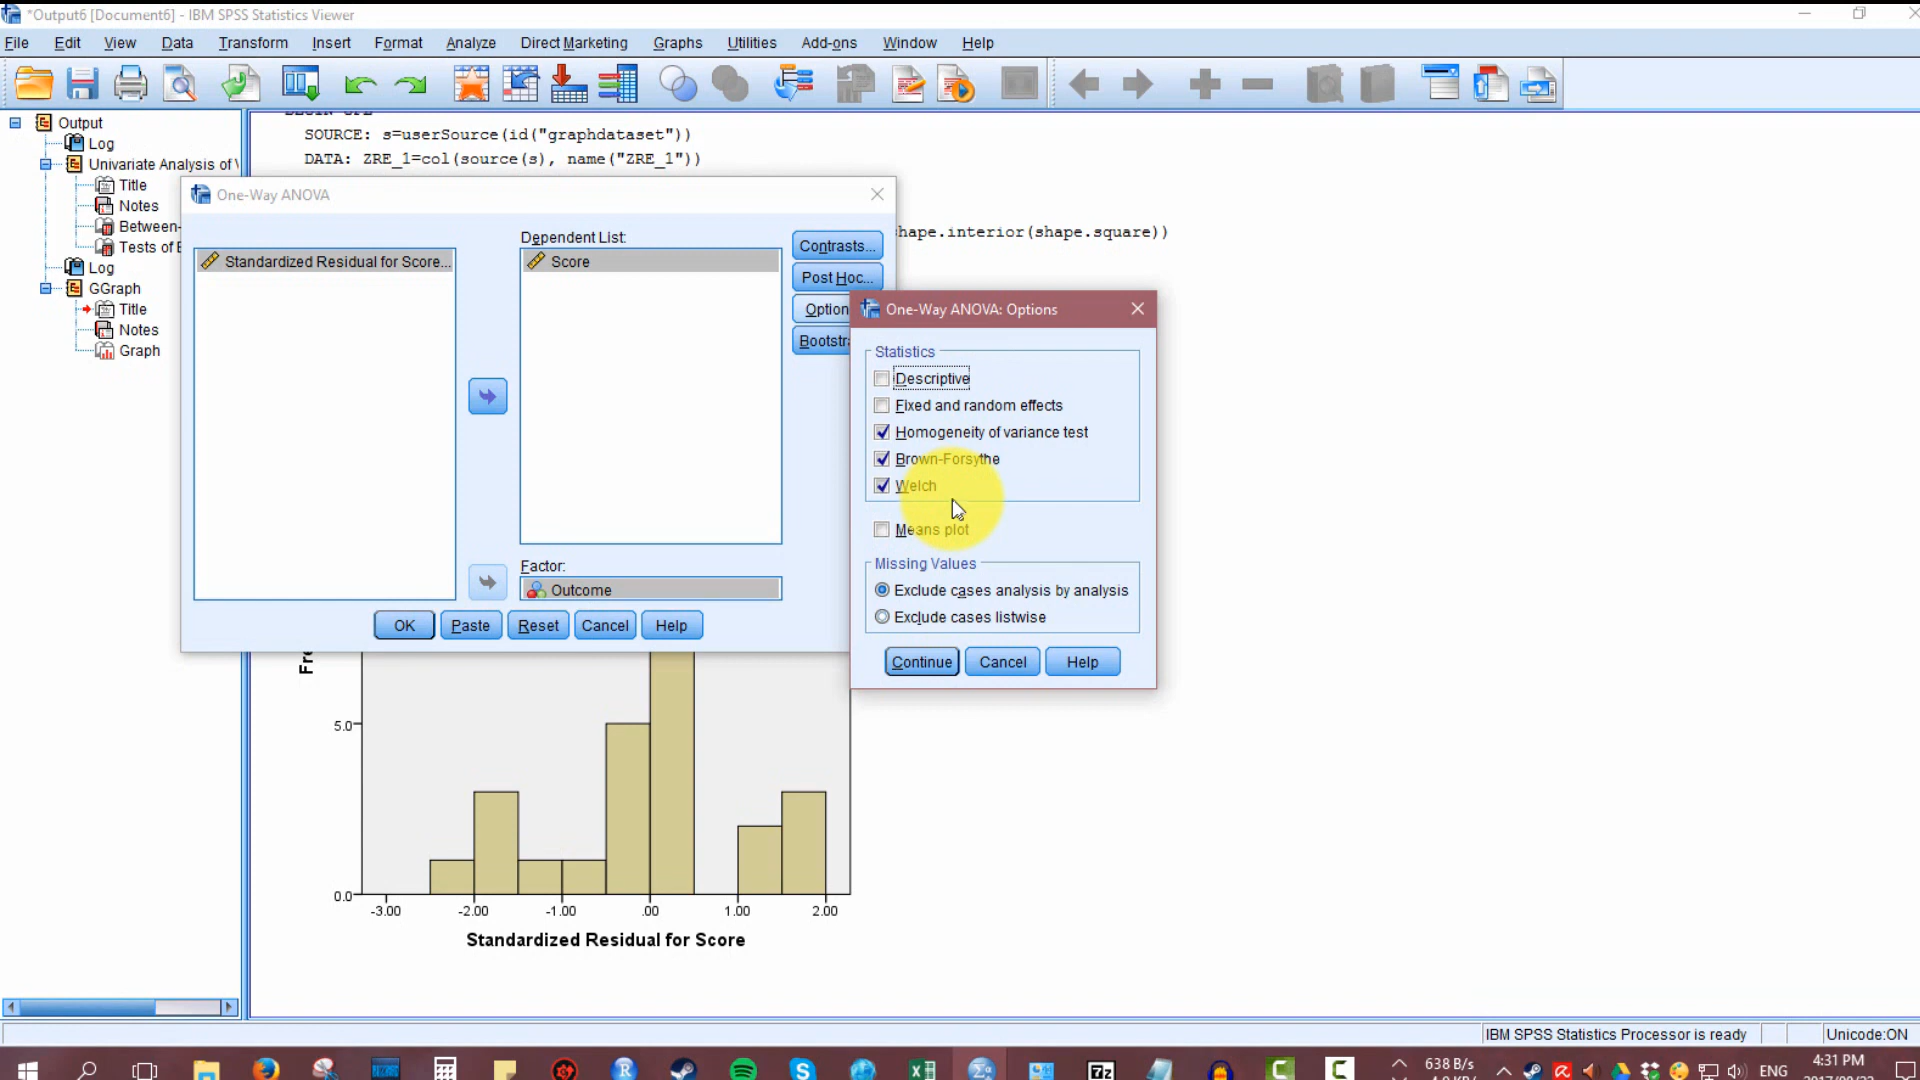 *Output6 [Document6] - IBM SPSS Statistics Viewer
File Edit View Data Transform Insert Format Analyze Direct Marketing Graphs Utilities Add-ons Window Help
SOURCE: s=userSource(id("graphdataset"))
DATA: ZRE_1=col(source(s), name("ZRE_1"))
hape.interior(shape.square))
Output
Log
Univariate Analysis of V
Title
Notes
Between-
Tests of B
Log
GGraph
Title
Notes
Graph
One-Way ANOVA
Standardized Residual for Score...
Dependent List:
Score
Factor:
Outcome
Contrasts...
Post Hoc...
Option
Bootstra
OK Paste Reset Cancel Help
One-Way ANOVA: Options
Statistics
Descriptive
Fixed and random effects
Homogeneity of variance test
Brown-Forsythe
Welch
Means plot
Missing Values
Exclude cases analysis by analysis
Exclude cases listwise
Continue Cancel Help
Fre
5.0
0.0
-3.00 -2.00 -1.00 .00 1.00 2.00
Standardized Residual for Score
IBM SPSS Statistics Processor is ready
Unicode:ON
638 B/s
ENG
4:31 PM